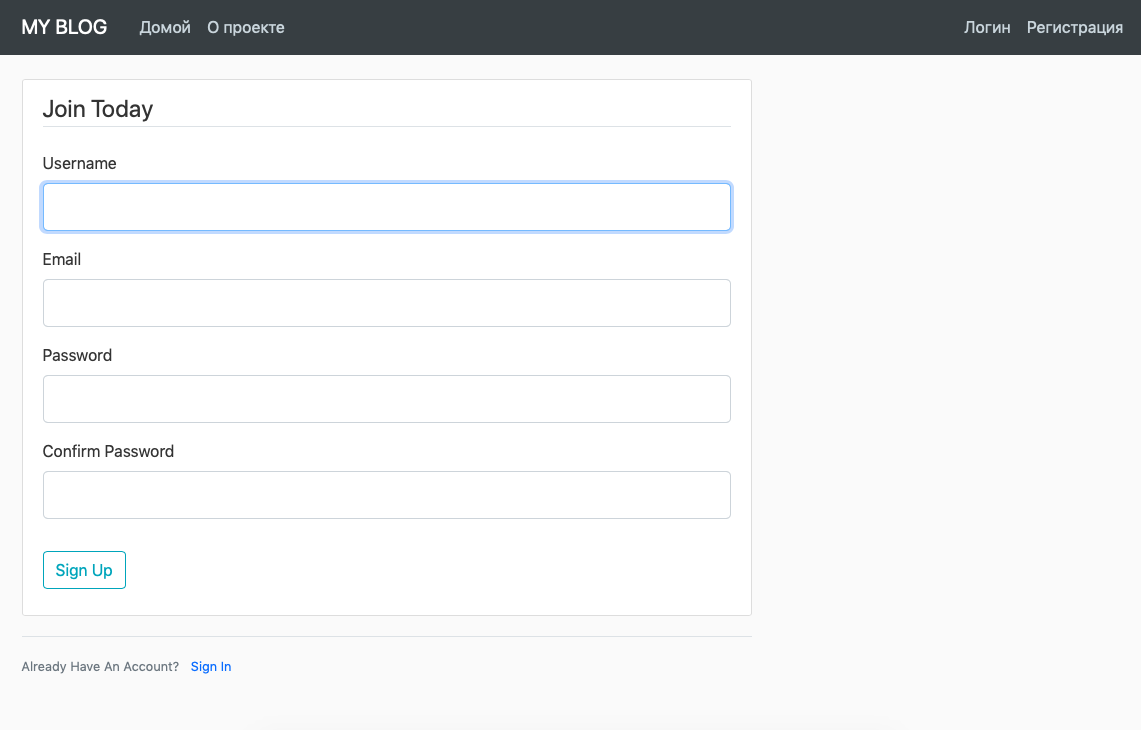 MY BLOG Домой О проекте Логин Регистрация
Join Today
Username
Email
Password
Confirm Password
Sign Up
Already Have An Account? Sign In